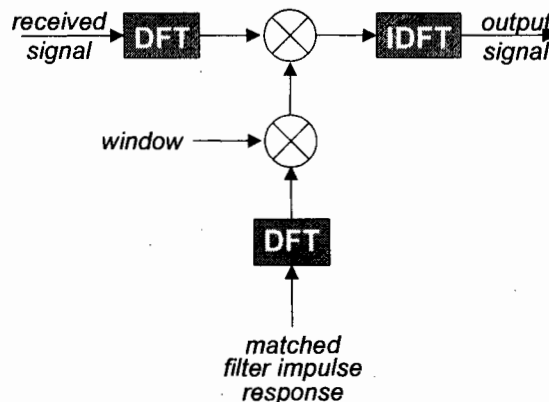 received
signal
DFT
IDFT
output
signal
window
DFT
matched
filter impulse
response